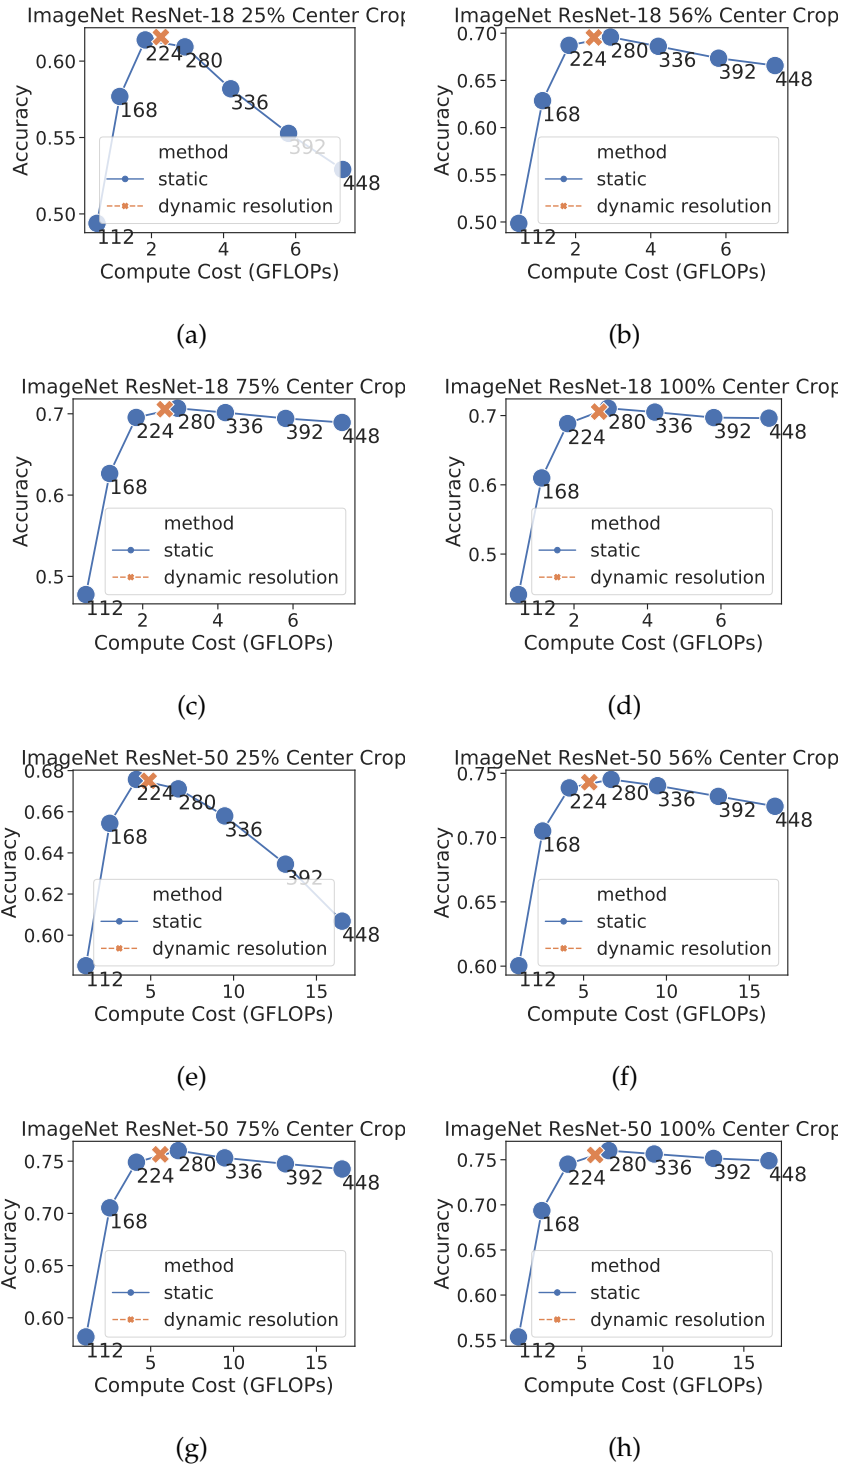 ImageNet ResNet-18 25% Center Crop
0.60
0.55
0.50
Accuracy
112
168
224
280
336
392
448
method
static
dynamic resolution
2
4
6
Compute Cost (GFLOPs)
(a)
ImageNet ResNet-18 56% Center Crop
0.70
0.65
0.60
0.55
0.50
Accuracy
112
168
224
280
336
392
448
method
static
dynamic resolution
2
4
6
Compute Cost (GFLOPs)
(b)
ImageNet ResNet-18 75% Center Crop
0.7
0.6
0.5
Accuracy
112
168
224
280
336
392
448
method
static
dynamic resolution
2
4
6
Compute Cost (GFLOPs)
(c)
ImageNet ResNet-18 100% Center Crop
0.7
0.6
0.5
Accuracy
112
168
224
280
336
392
448
method
static
dynamic resolution
2
4
6
Compute Cost (GFLOPs)
(d)
ImageNet ResNet-50 25% Center Crop
0.68
0.66
0.64
0.62
0.60
Accuracy
112
168
224
280
336
392
448
method
static
dynamic resolution
5
10
15
Compute Cost (GFLOPs)
(e)
ImageNet ResNet-50 56% Center Crop
0.75
0.70
0.65
0.60
Accuracy
112
168
224
280
336
392
448
method
static
dynamic resolution
5
10
15
Compute Cost (GFLOPs)
(f)
ImageNet ResNet-50 75% Center Crop
0.75
0.70
0.65
0.60
Accuracy
112
168
224
280
336
392
448
method
static
dynamic resolution
5
10
15
Compute Cost (GFLOPs)
(g)
ImageNet ResNet-50 100% Center Crop
0.75
0.70
0.65
0.60
0.55
Accuracy
112
168
224
280
336
392
448
method
static
dynamic resolution
5
10
15
Compute Cost (GFLOPs)
(h)